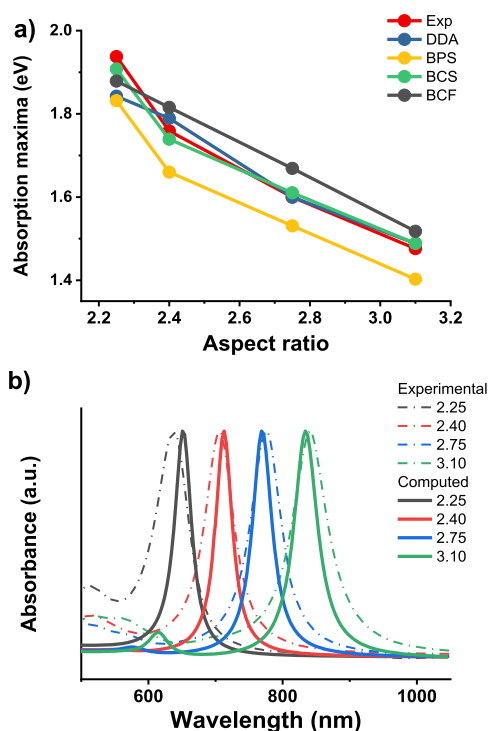 a)
2.0
1.8
1.6
1.4
Absorption maxima (eV)
Exp
DDA
BPS
BCS
BCF
2.2 2.4 2.6 2.8 3.0 3.2
Aspect ratio
b)
Experimental
2.25
2.40
2.75
3.10
Computed
2.25
2.40
2.75
3.10
Absorbance (a.u.)
600 800 1000
Wavelength (nm)